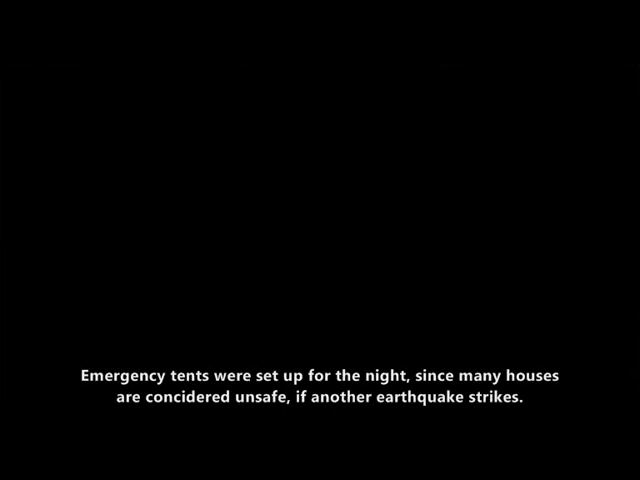 Emergency tents were set up for the night, since many houses
are concidered unsafe, if another earthquake strikes.